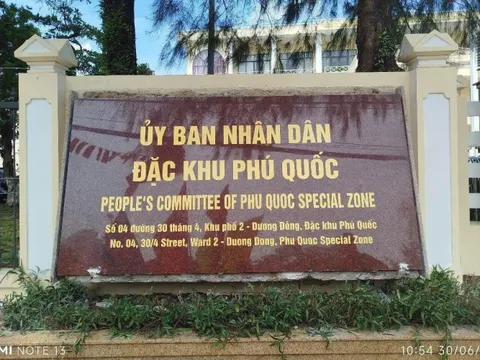 ỦY BAN NHÂN DÂN
ĐẶC KHU PHÚ QUỐC
PEOPLE'S COMMITTEE OF PHU QUOC SPECIAL ZONE
Số 04 đường 30 tháng 4, Khu phố 2 - Dương Đông, Đặc khu Phú Quốc
No. 04, 30/4 Street, Ward 2 - Duong Dong, Phu Quoc Special Zone
MI NOTE 13
10:54 30/06/